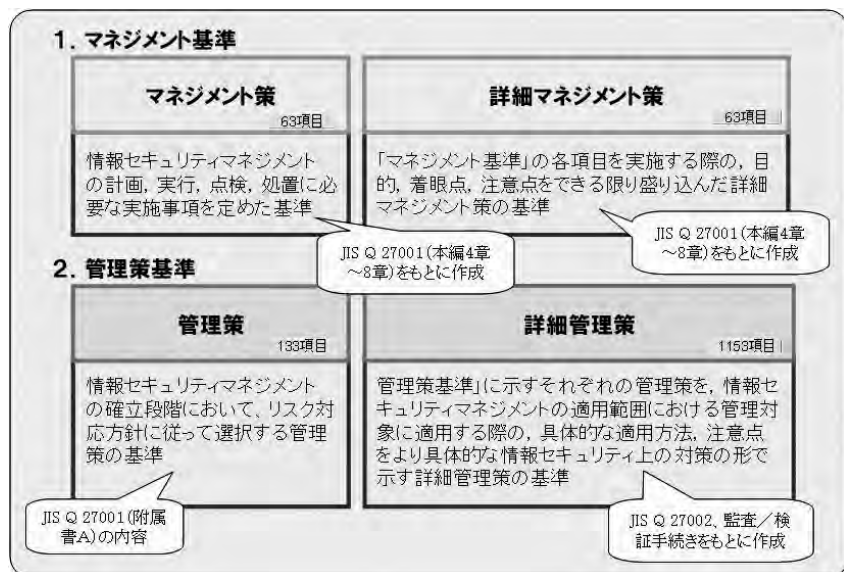 1. マネジメント基準
マネジメント策
63項目
情報セキュリティマネジメント
の計画, 実行, 点検, 処置に必
要な実施事項を定めた基準
JIS Q 27001(本編4章
~8章)をもとに作成
詳細マネジメント策
63項目
「マネジメント基準」の各項目を実施する際の, 目
的, 着眼点, 注意点をできる限り盛り込んだ詳細
マネジメント策の基準
JIS Q 27001(本編4章
~8章)をもとに作成
2. 管理策基準
管理策
133項目
情報セキュリティマネジメント
の確立段階において、リスク対
応方針に従って選択する管理
策の基準
JIS Q 27001(附属
書A)の内容
詳細管理策
1153項目
管理策基準」に示すそれぞれの管理策を, 情報セ
キュリティマネジメントの適用範囲における管理対
象に適用する際の, 具体的な適用方法, 注意点
をより具体的な情報セキュリティ上の対策の形で
示す詳細管理策の基準
JIS Q 27002、監査/検
証手続きをもとに作成